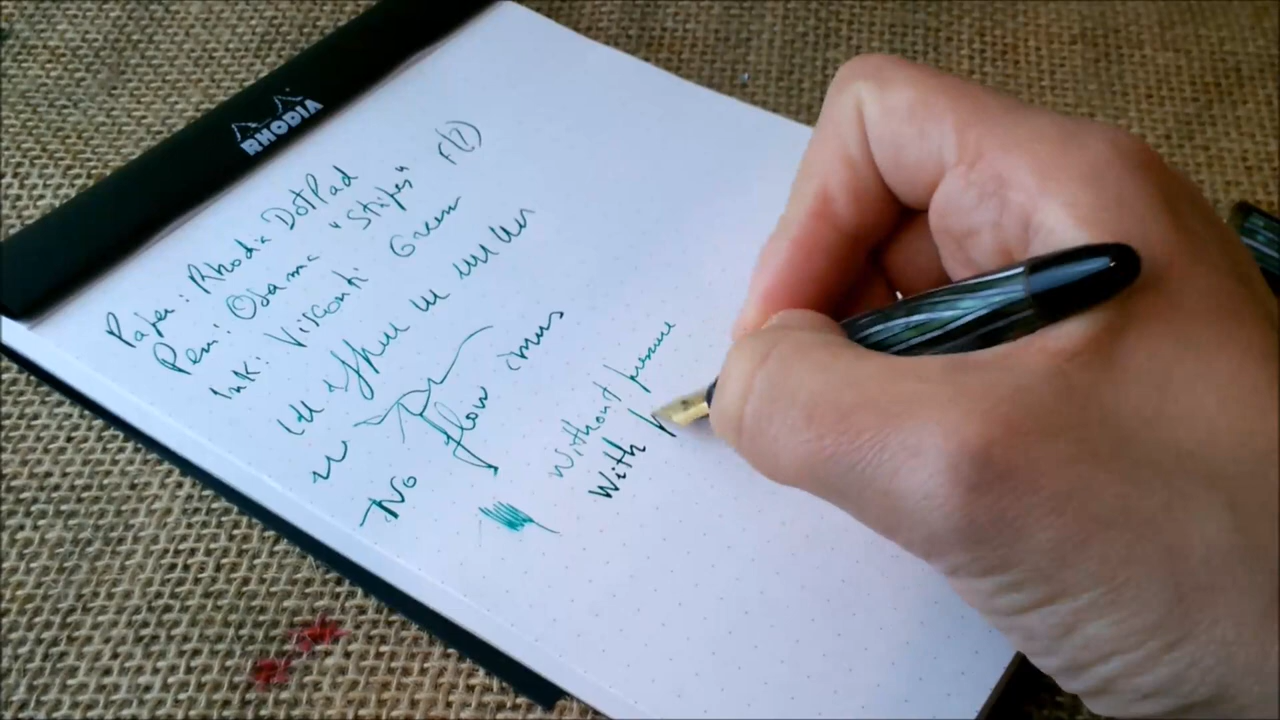 RHODIA
Paper: Rhodia DotPad
Pen: Osama "Stripes" F(?)
Ink: Visconti Green
No flow
Without pressure
With